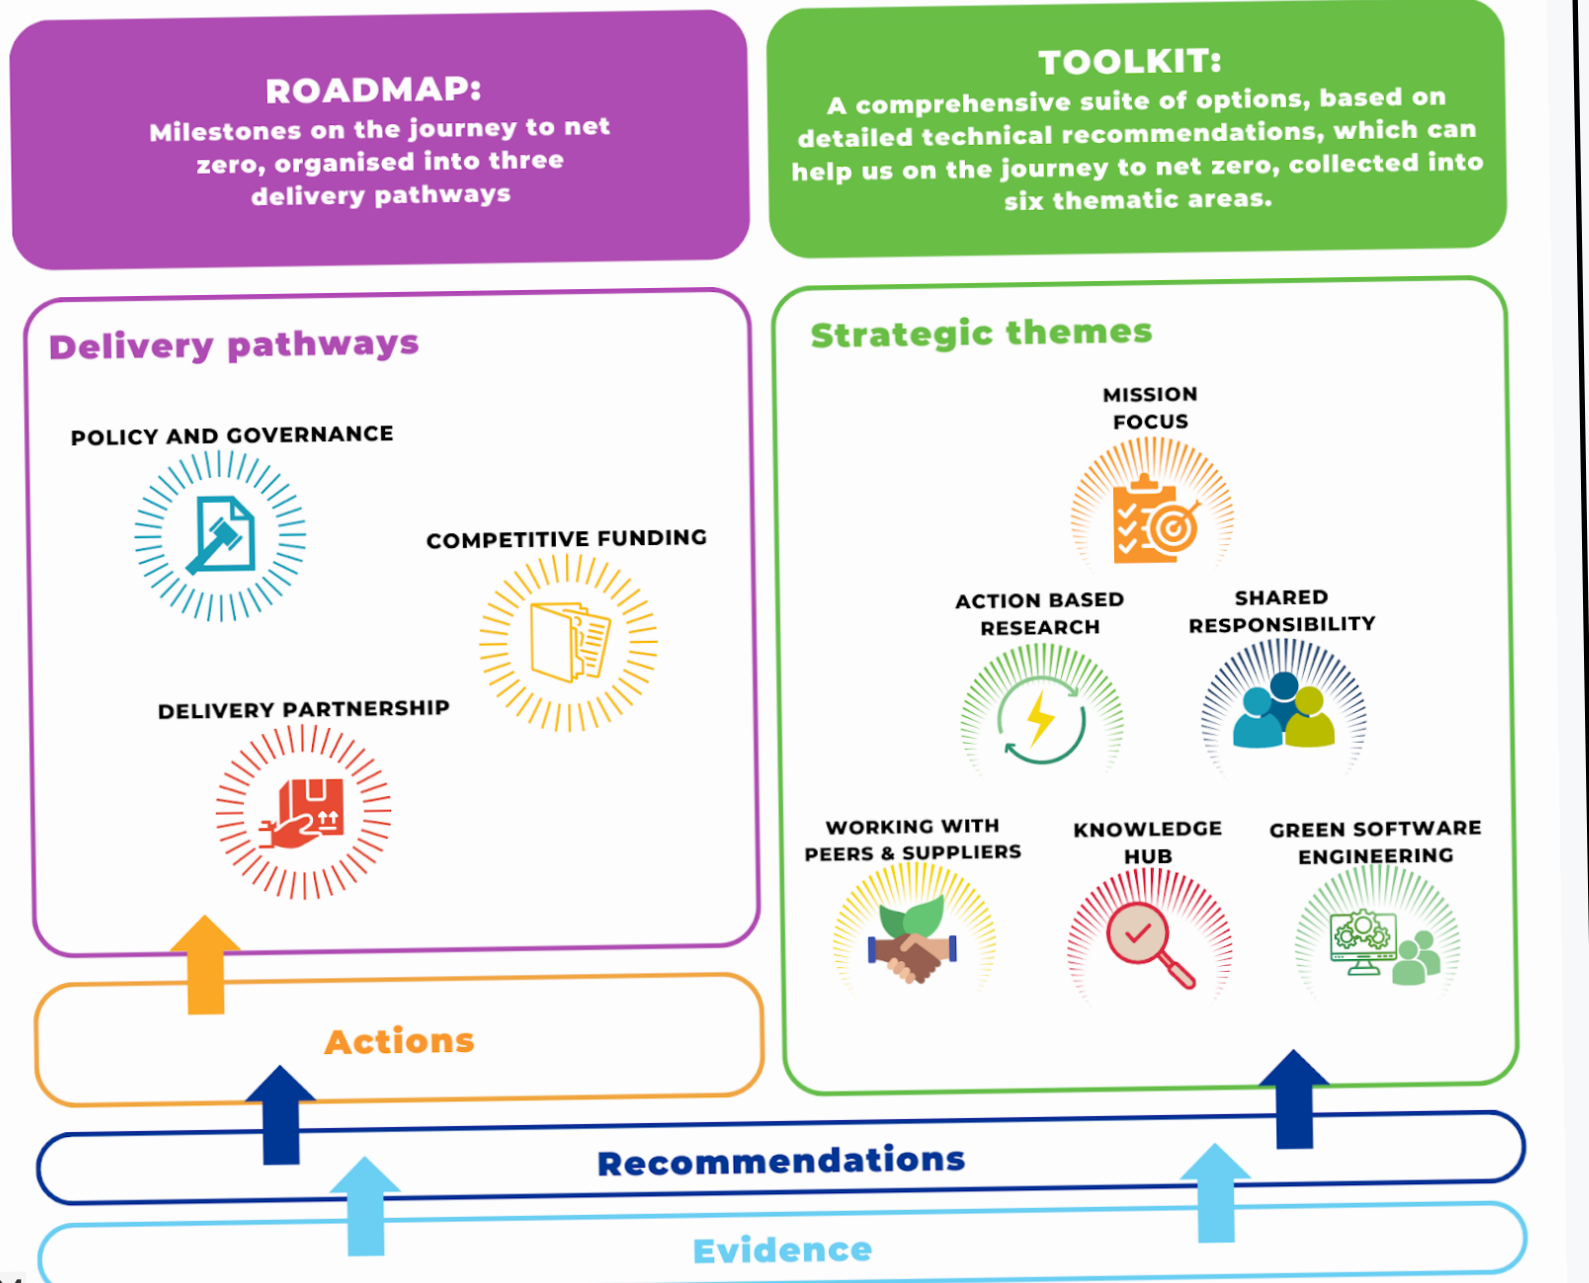 ROADMAP:
Milestones on the journey to net
zero, organised into three
delivery pathways
TOOLKIT:
A comprehensive suite of options, based on
detailed technical recommendations, which can
help us on the journey to net zero, collected into
six thematic areas.
Delivery pathways
POLICY AND GOVERNANCE
COMPETITIVE FUNDING
DELIVERY PARTNERSHIP
Strategic themes
MISSION
FOCUS
ACTION BASED
RESEARCH
SHARED
RESPONSIBILITY
WORKING WITH
PEERS & SUPPLIERS
KNOWLEDGE
HUB
GREEN SOFTWARE
ENGINEERING
Actions
Recommendations
Evidence